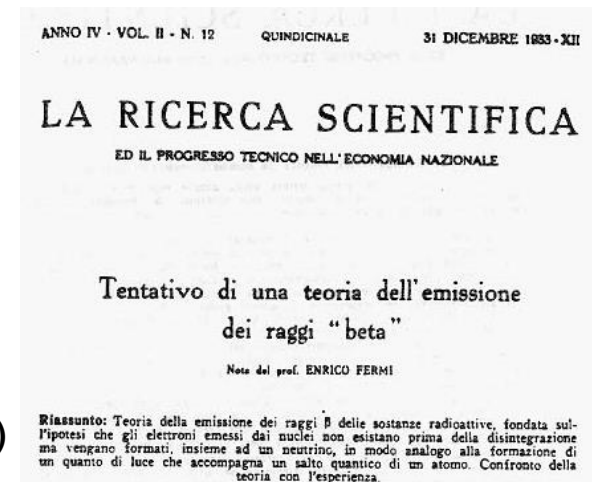 ANNO IV - VOL. II - N. 12 QUINDICINALE 31 DICEMBRE 1933 - XII
LA RICERCA SCIENTIFICA
ED IL PROGRESSO TECNICO NELL'ECONOMIA NAZIONALE
Tentativo di una teoria dell'emissione
dei raggi "beta"
Note del prof. ENRICO FERMI
Riassunto: Teoria della emissione dei raggi β delle sostanze radioattive, fondata sul-
l'ipotesi che gli elettroni emessi dai nuclei non esistano prima della disintegrazione
ma vengano formati, insieme ad un neutrino, in modo analogo alla formazione di
un quanto di luce che accompagna un salto quantico di un atomo. Confronto della
teoria con l'esperienza.
)